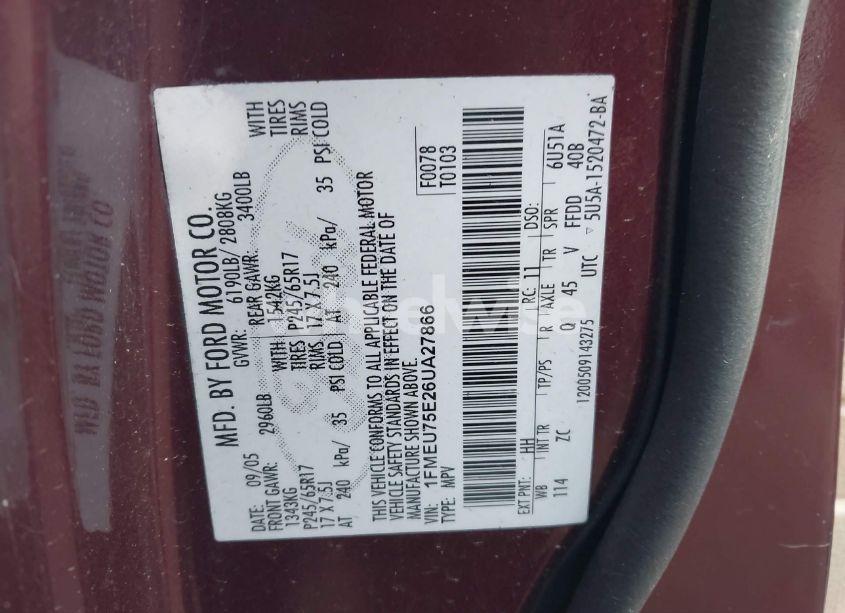 MFD. BY FORD MOTOR CO.
DATE: 09/05 GVWR: 6190LB/ 2808KG
FRONT GAWR: 2960LB REAR GAWR: 3400LB
1343KG WITH 1542KG WITH
P245/65R17 TIRES P245/65R17 TIRES
17 X 7.5J RIMS 17 X 7.5J RIMS
AT 240 kPa/ 35 PSI COLD AT 240 kPa/ 35 PSI COLD
THIS VEHICLE CONFORMS TO ALL APPLICABLE FEDERAL MOTOR
VEHICLE SAFETY STANDARDS IN EFFECT ON THE DATE OF
MANUFACTURE SHOWN ABOVE.
VIN: 1FMEU75E26UA27866
TYPE: MPV
F0078
T0103
EXT PNT: HH RC: 11 DSO:
WB INT TR TP/PS R AXLE TR SPR 6U51A
114 ZC Q 45 V FFDD 40B
1200509143275 UTC ▽ 5U5A-1520472-BA